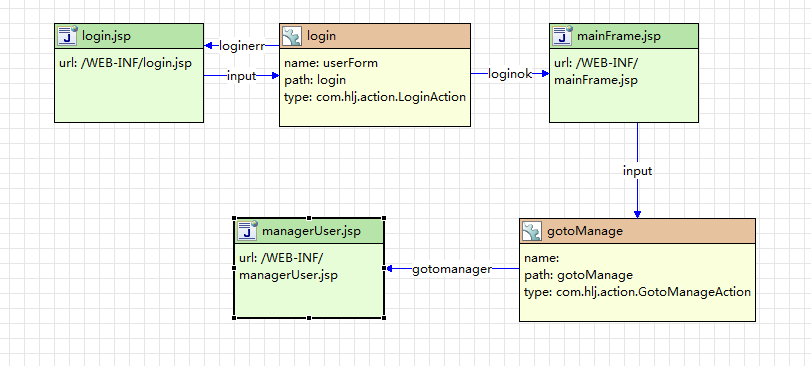 login.jsp
url: /WEB-INF/login.jsp
loginerr
input
login
name: userForm
path: login
type: com.hlj.action.LoginAction
loginok
mainFrame.jsp
url: /WEB-INF/
mainFrame.jsp
input
managerUser.jsp
url: /WEB-INF/
managerUser.jsp
gotomanager
gotoManage
name:
path: gotoManage
type: com.hlj.action.GotoManageAction